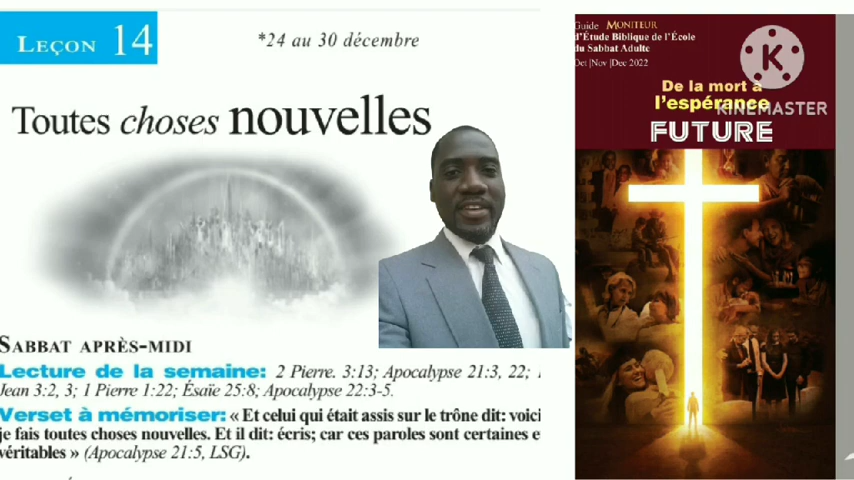 LEÇON 14
*24 au 30 décembre
Toutes choses nouvelles
SABBAT APRÈS-MIDI
Lecture de la semaine: 2 Pierre. 3:13; Apocalypse 21:3, 22; 1
Jean 3:2, 3; 1 Pierre 1:22; Ésaïe 25:8; Apocalypse 22:3-5.
Verset à mémoriser: « Et celui qui était assis sur le trône dit: voici
je fais toutes choses nouvelles. Et il dit: écris; car ces paroles sont certaines e
véritables » (Apocalypse 21:5, LSG).
Guide MONITEUR
d'Étude Biblique de l'École
du Sabbat Adulte
Oct |Nov |Dec 2022
De la mort à
l'espérance
FUTURE
K
KINEMASTER